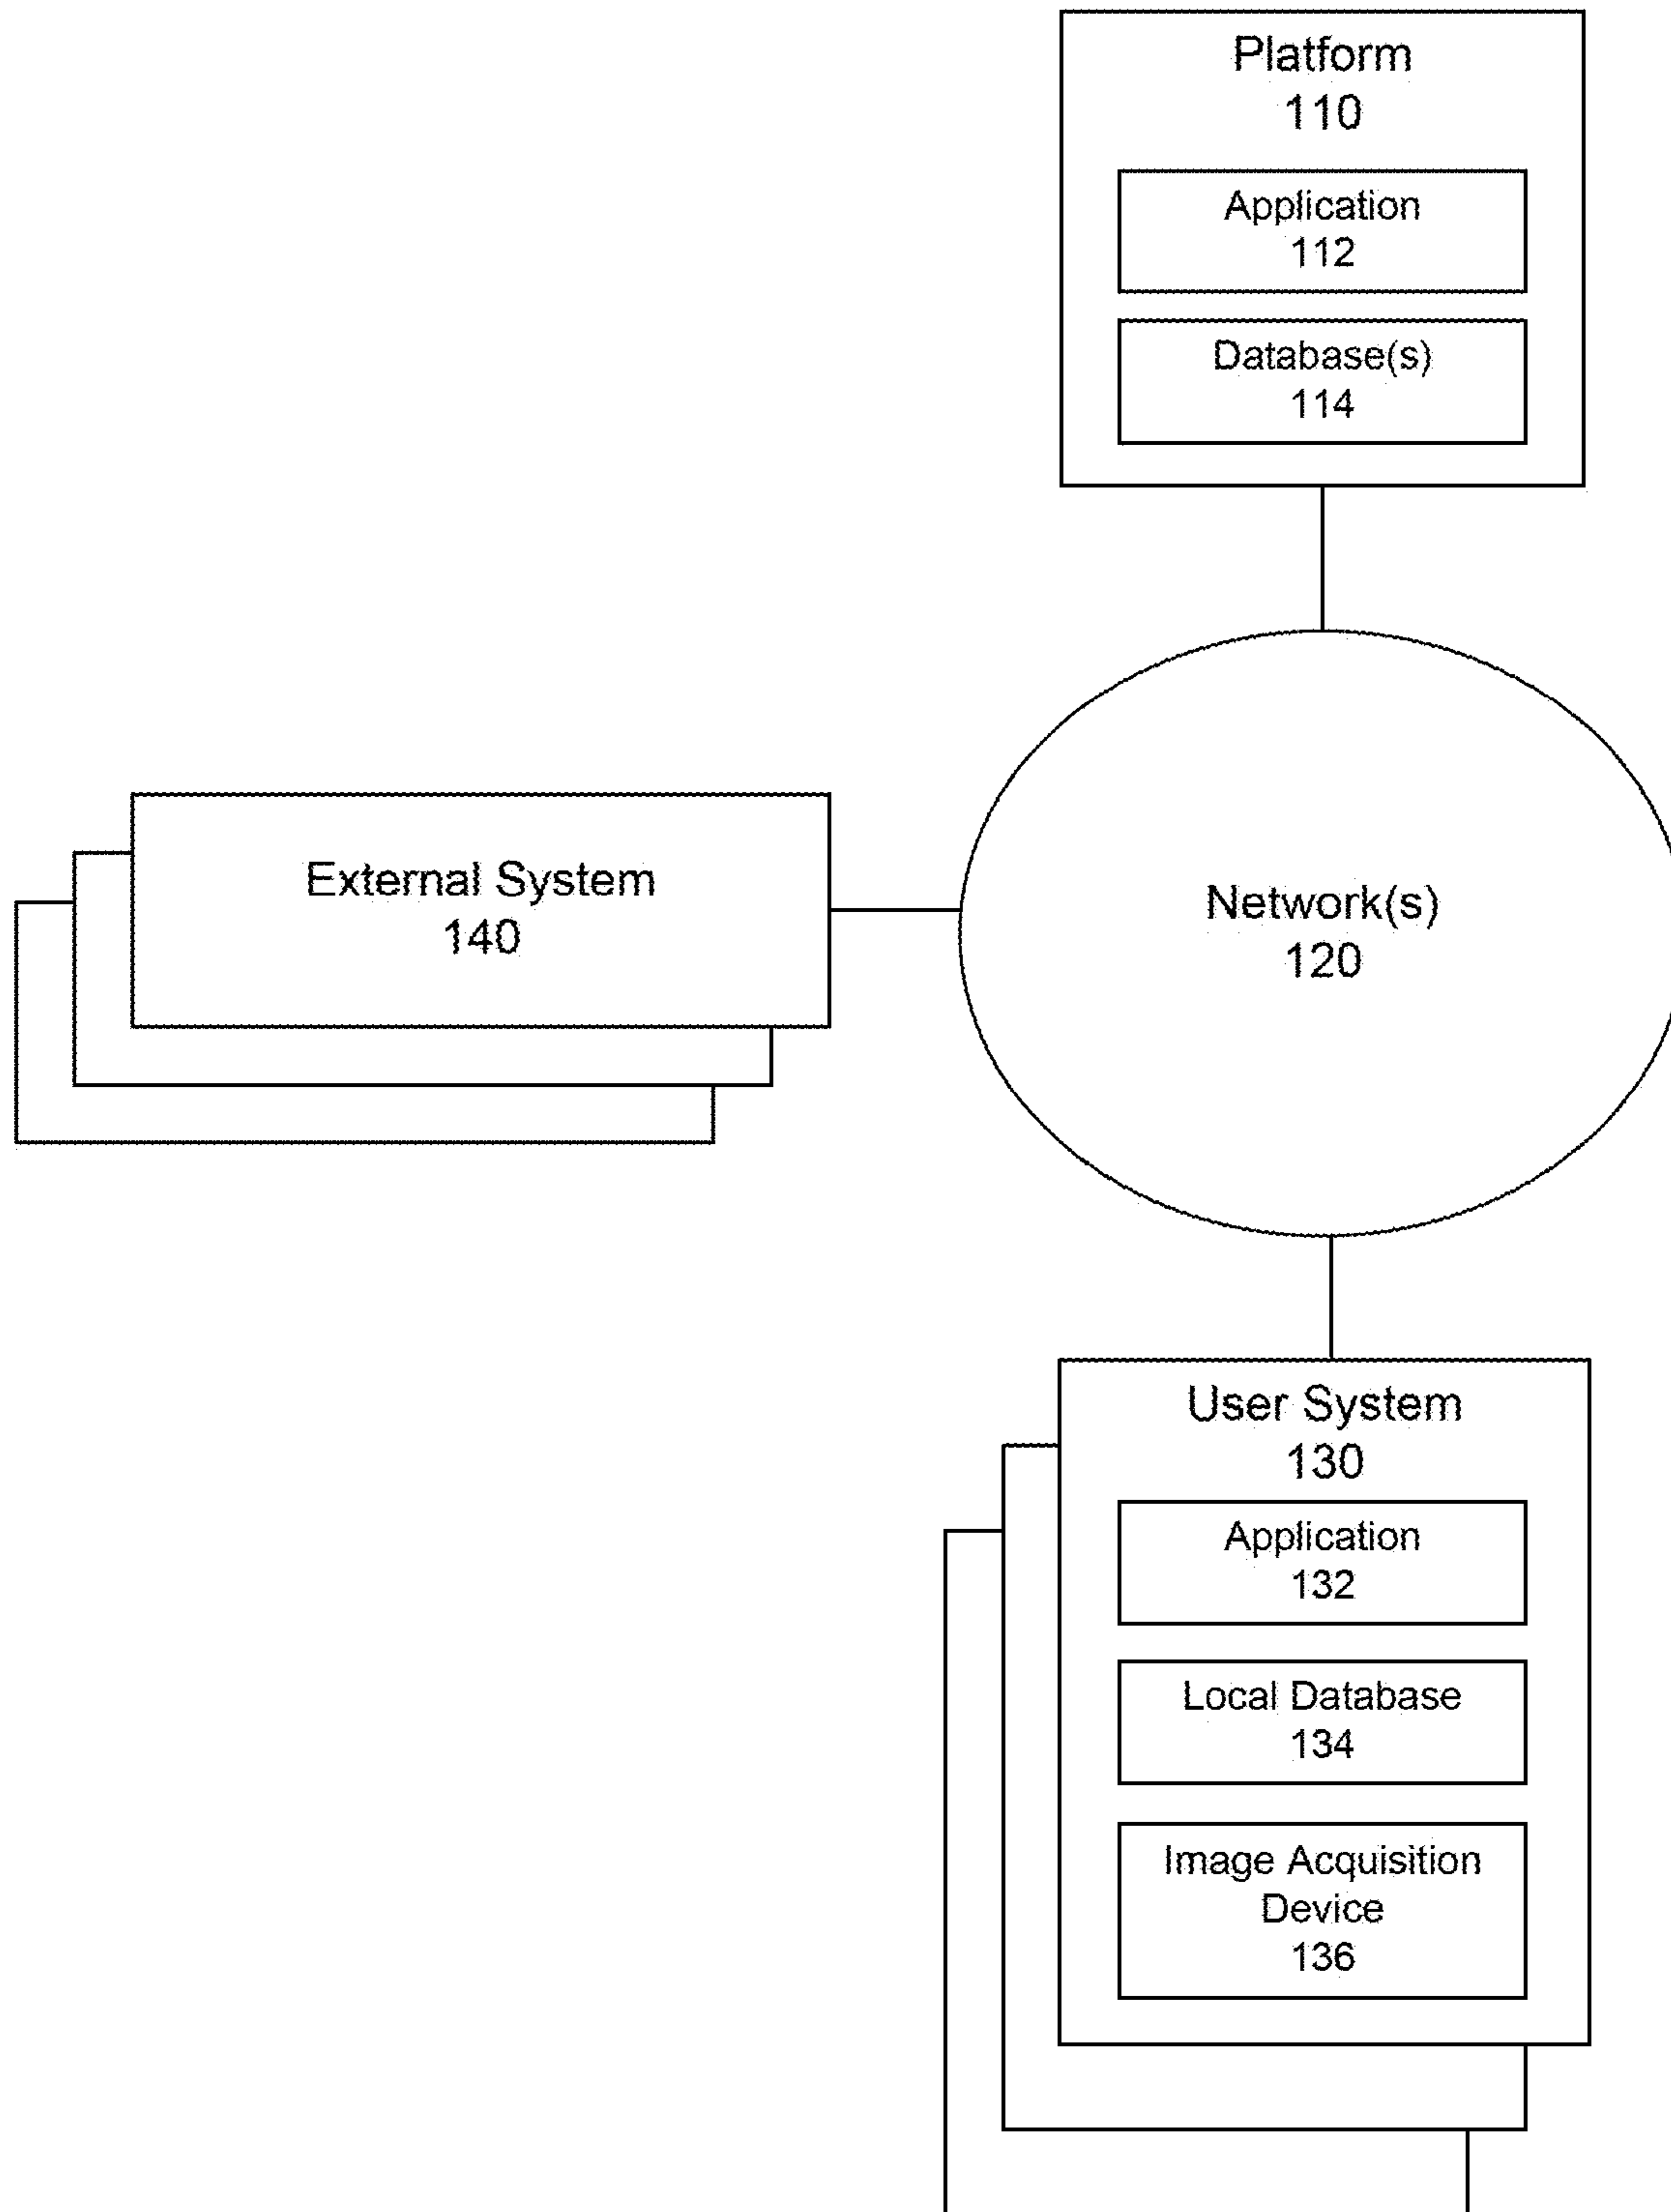 Platform
110
Application
112
Database(s)
114
External System
140
Network(s)
120
User System
130
Application
132
Local Database
134
Image Acquisition
Device
136